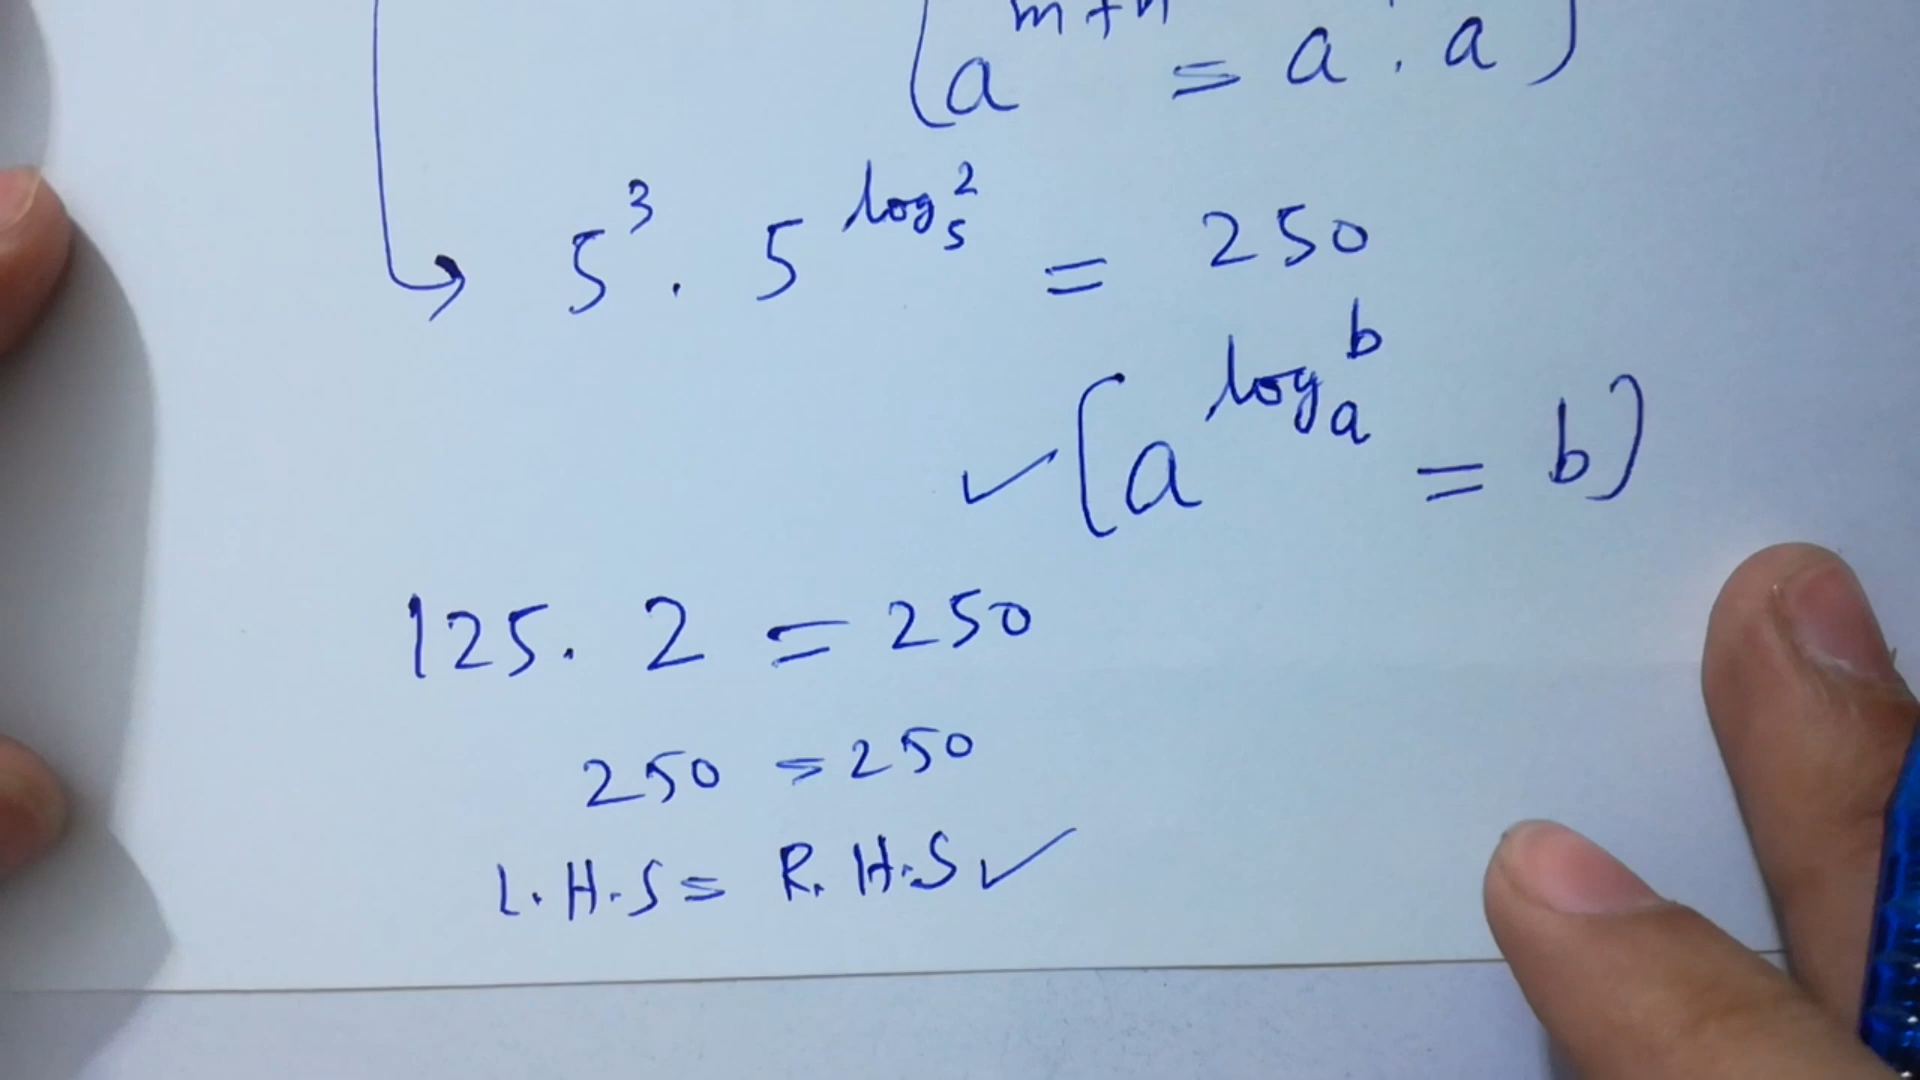 (a^{m+n} = a . a)
5^3 . 5^{log_5^2} = 250
✓ (a^{log_a^b} = b)
125 . 2 = 250
250 = 250
L.H.S = R.H.S ✓